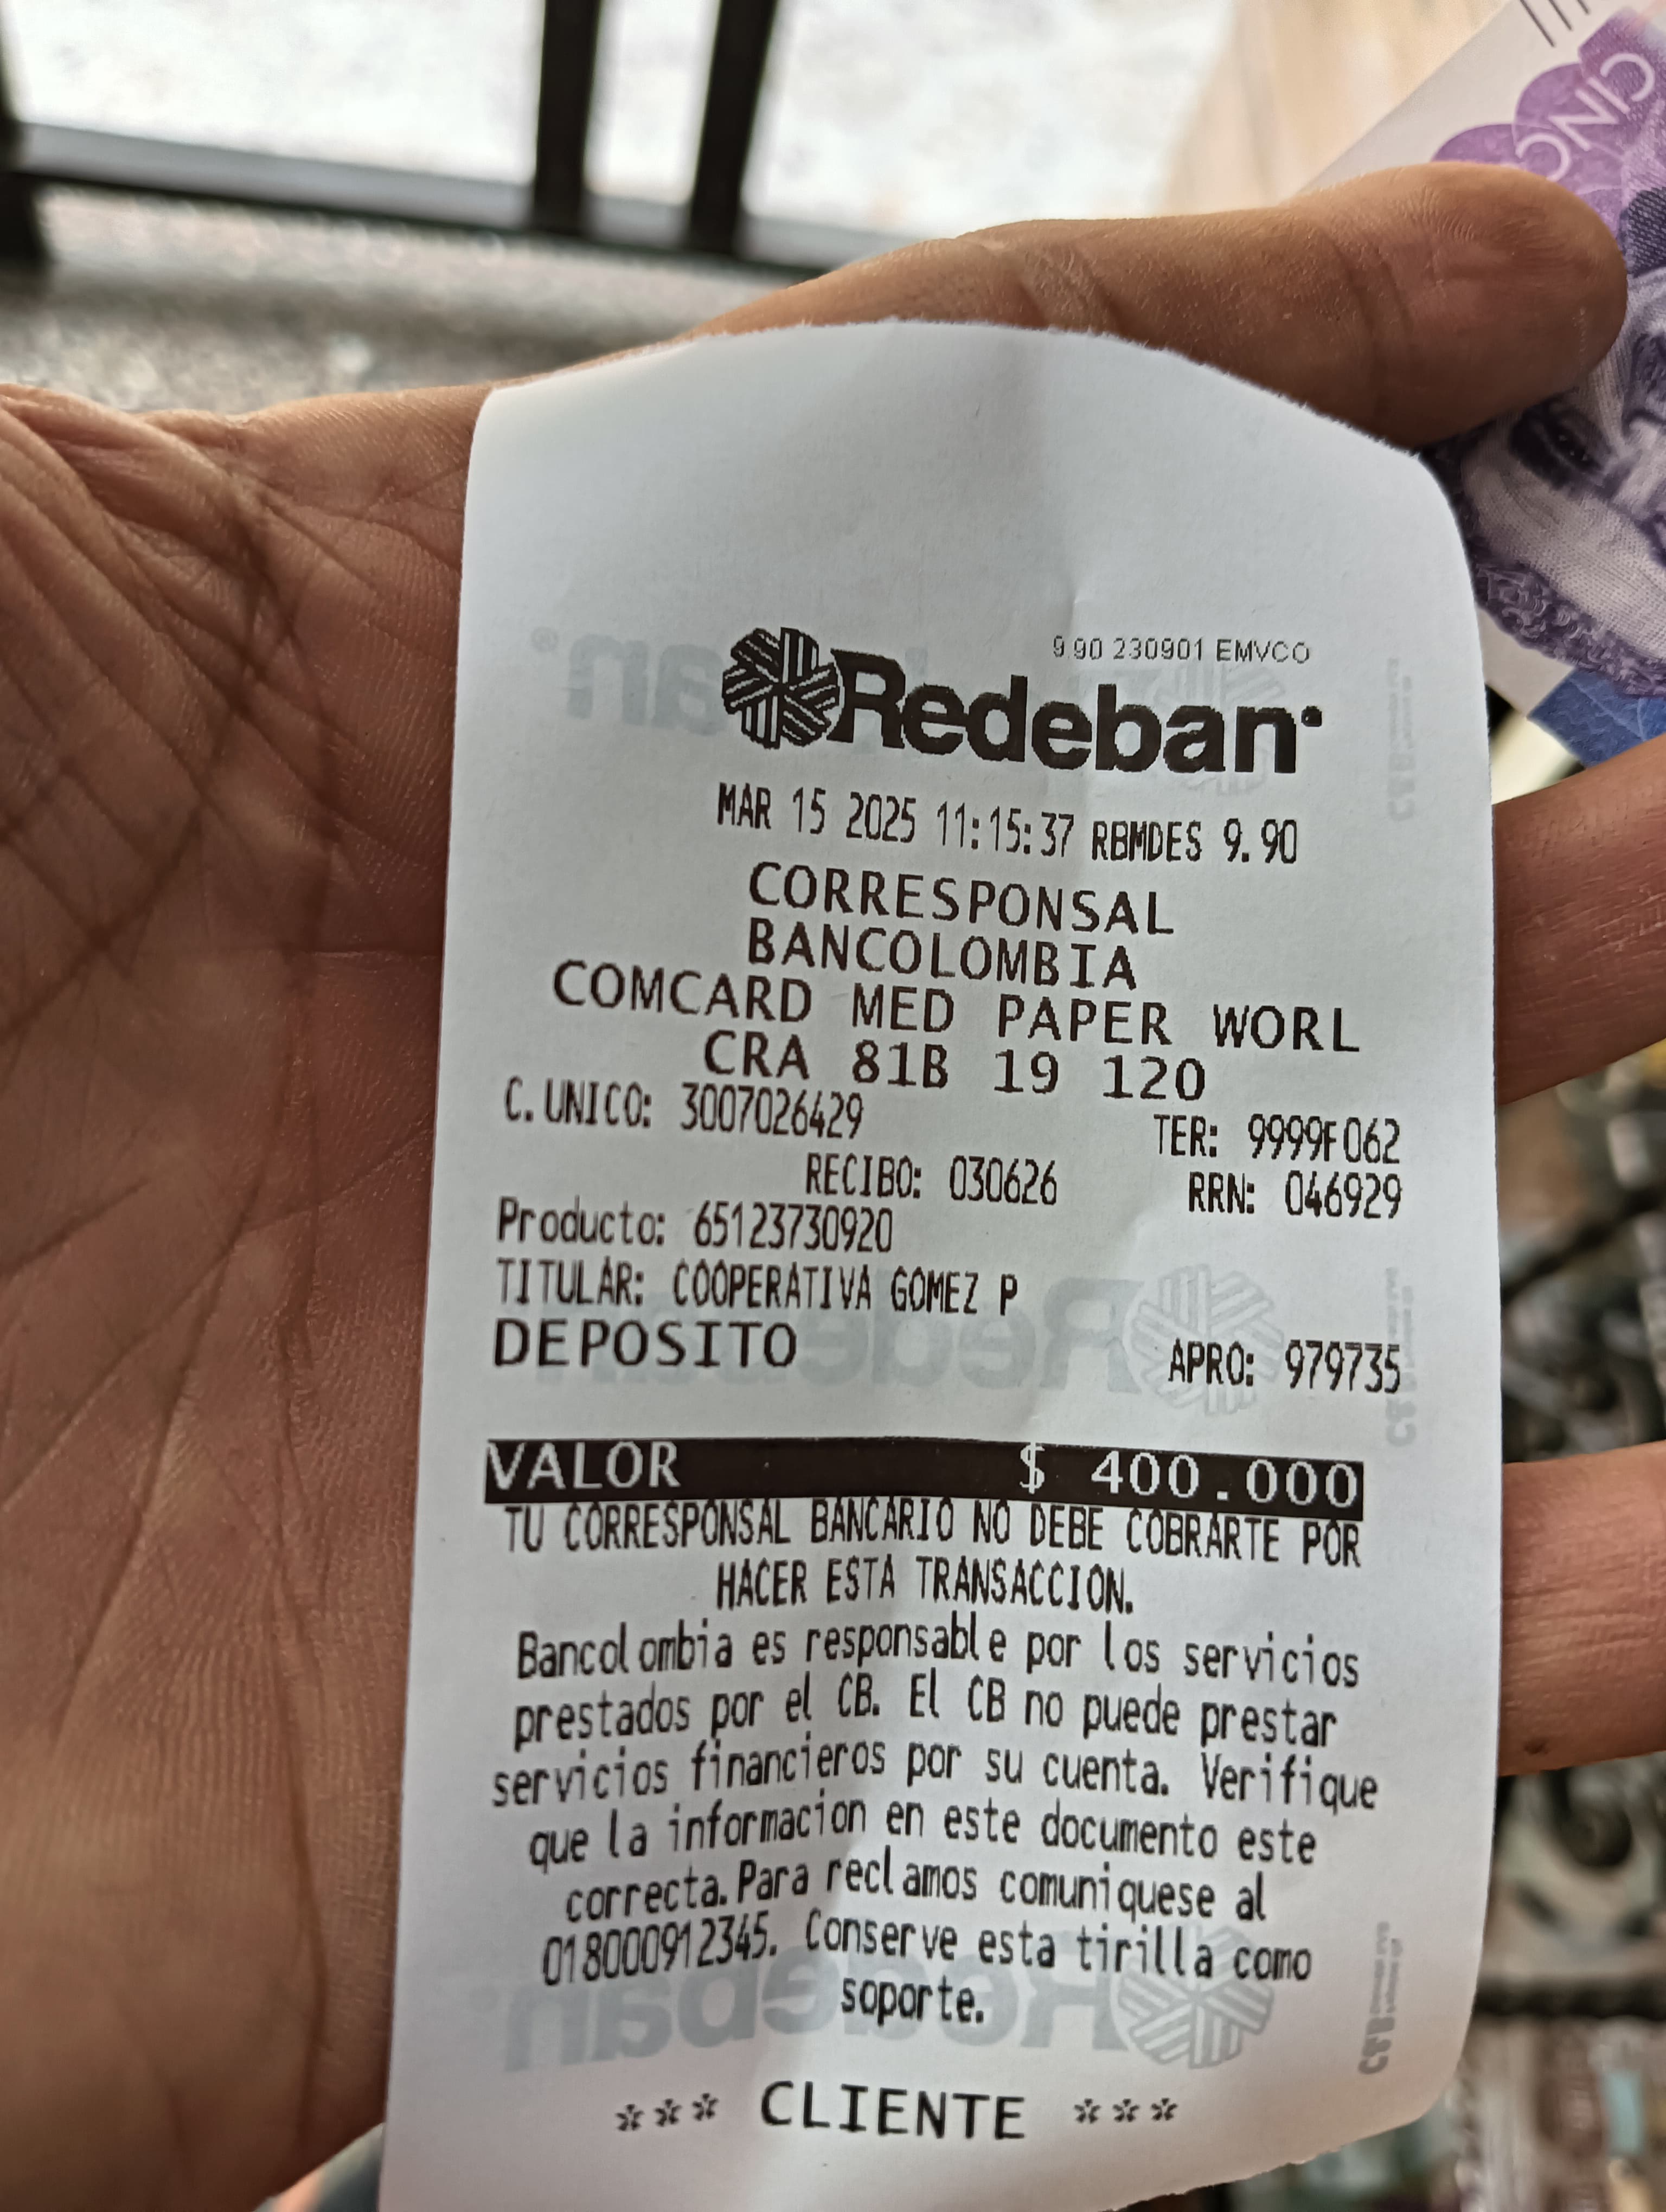 CINC
9.90 230901 EMVCO
Redeban
MAR 15 2025 11:15:37 RBMDES 9.90
CORRESPONSAL
BANCOLOMBIA
COMCARD MED PAPER WORL
CRA 81B 19 120
C.UNICO: 3007026429 TER: 9999F062
RECIBO: 030626 RRN: 046929
Producto: 65123730920
TITULAR: COOPERATIVA GOMEZ P
DEPOSITO APRO: 979735
VALOR $ 400.000
TU CORRESPONSAL BANCARIO NO DEBE COBRARTE POR
HACER ESTA TRANSACCION.
Bancolombia es responsable por los servicios
prestados por el CB. El CB no puede prestar
servicios financieros por su cuenta. Verifique
que la informacion en este documento este
correcta. Para reclamos comuniquese al
018000912345. Conserve esta tirilla como
soporte.
*** CLIENTE ***